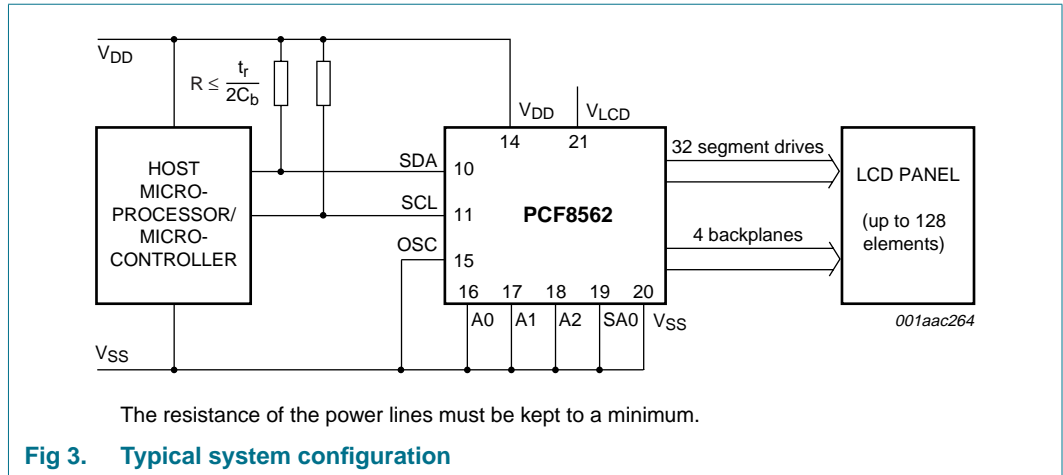 VDD
R ≤ tr
2Cb
VDD
VLCD
14
21
HOST
MICRO-
PROCESSOR/
MICRO-
CONTROLLER
SDA
10
SCL
11
OSC
15
PCF8562
16
17
18
19
20
A0
A1
A2
SA0
VSS
32 segment drives
4 backplanes
LCD PANEL
(up to 128
elements)
001aac264
VSS
The resistance of the power lines must be kept to a minimum.
Fig 3. Typical system configuration